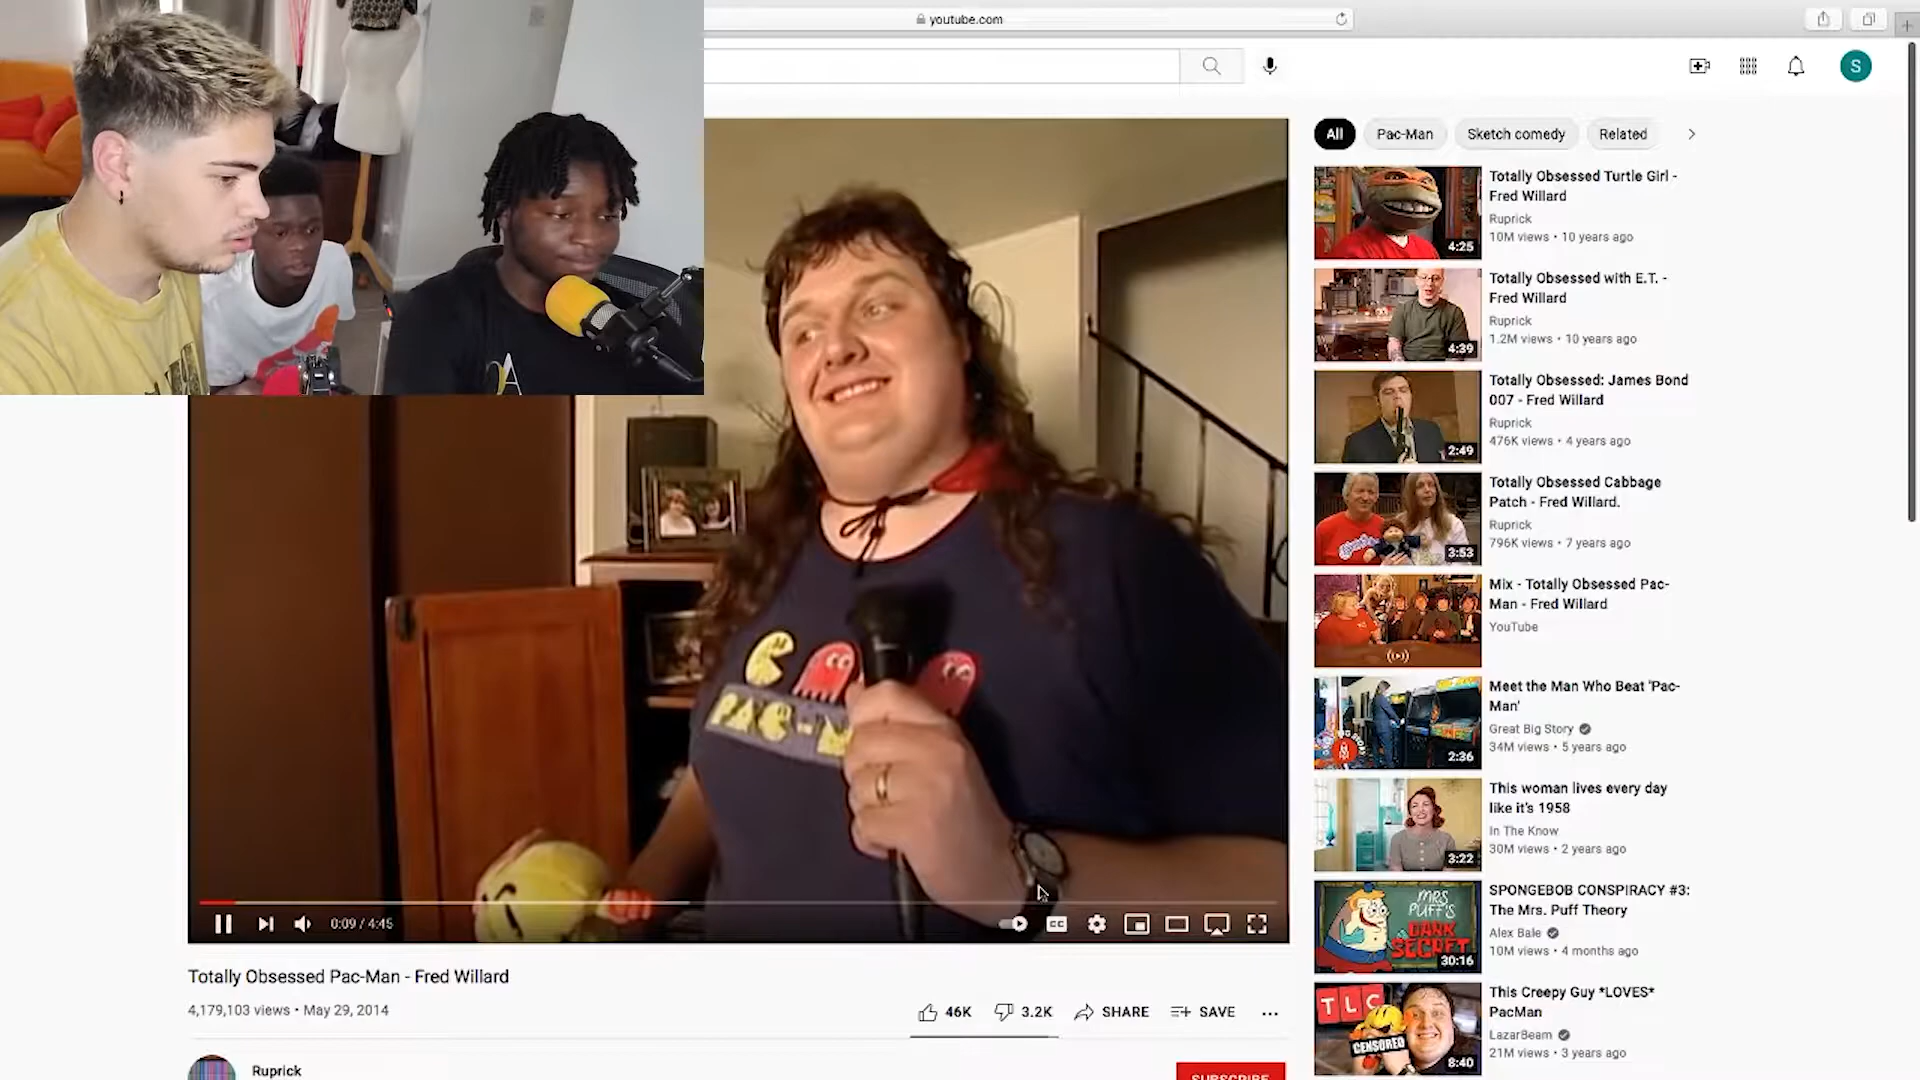 youtube.com
S
All
Pac-Man
Sketch comedy
Related
PAC-M
0:09 / 4:45
CC
Totally Obsessed Pac-Man - Fred Willard
4,179,103 views • May 29, 2014
46K
3.2K
SHARE
SAVE
Ruprick
SUBSCRIBE
4:25
Totally Obsessed Turtle Girl -
Fred Willard
Ruprick
10M views • 10 years ago
4:39
Totally Obsessed with E.T. -
Fred Willard
Ruprick
1.2M views • 10 years ago
2:49
Totally Obsessed: James Bond
007 - Fred Willard
Ruprick
476K views • 4 years ago
3:53
Totally Obsessed Cabbage
Patch - Fred Willard.
Ruprick
796K views • 7 years ago
Mix - Totally Obsessed Pac-
Man - Fred Willard
YouTube
2:36
Meet the Man Who Beat 'Pac-
Man'
Great Big Story
34M views • 5 years ago
3:22
This woman lives every day
like it's 1958
In The Know
30M views • 2 years ago
MRS.
PUFF'S
DARK
SECRET
30:16
SPONGEBOB CONSPIRACY #3:
The Mrs. Puff Theory
Alex Bale
10M views • 4 months ago
TLC
CENSORED
8:40
This Creepy Guy *LOVES*
PacMan
LazarBeam
21M views • 3 years ago